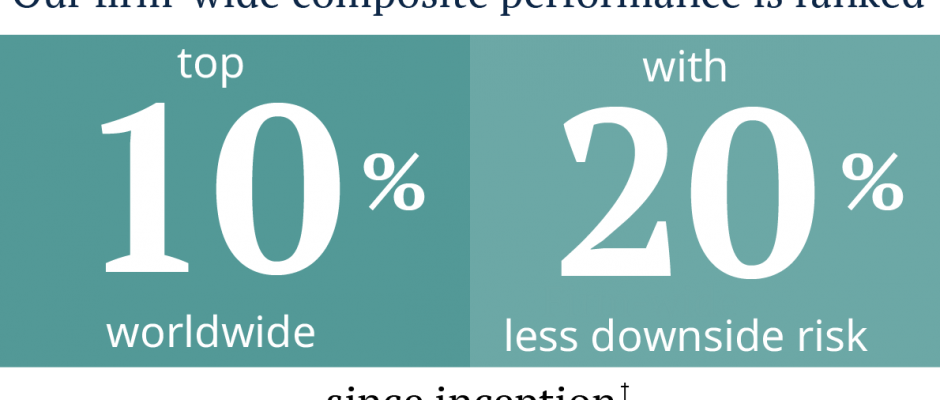 Our firm-wide composite performance is ranked
top
10%
worldwide
with
20%
less downside risk
since inception†